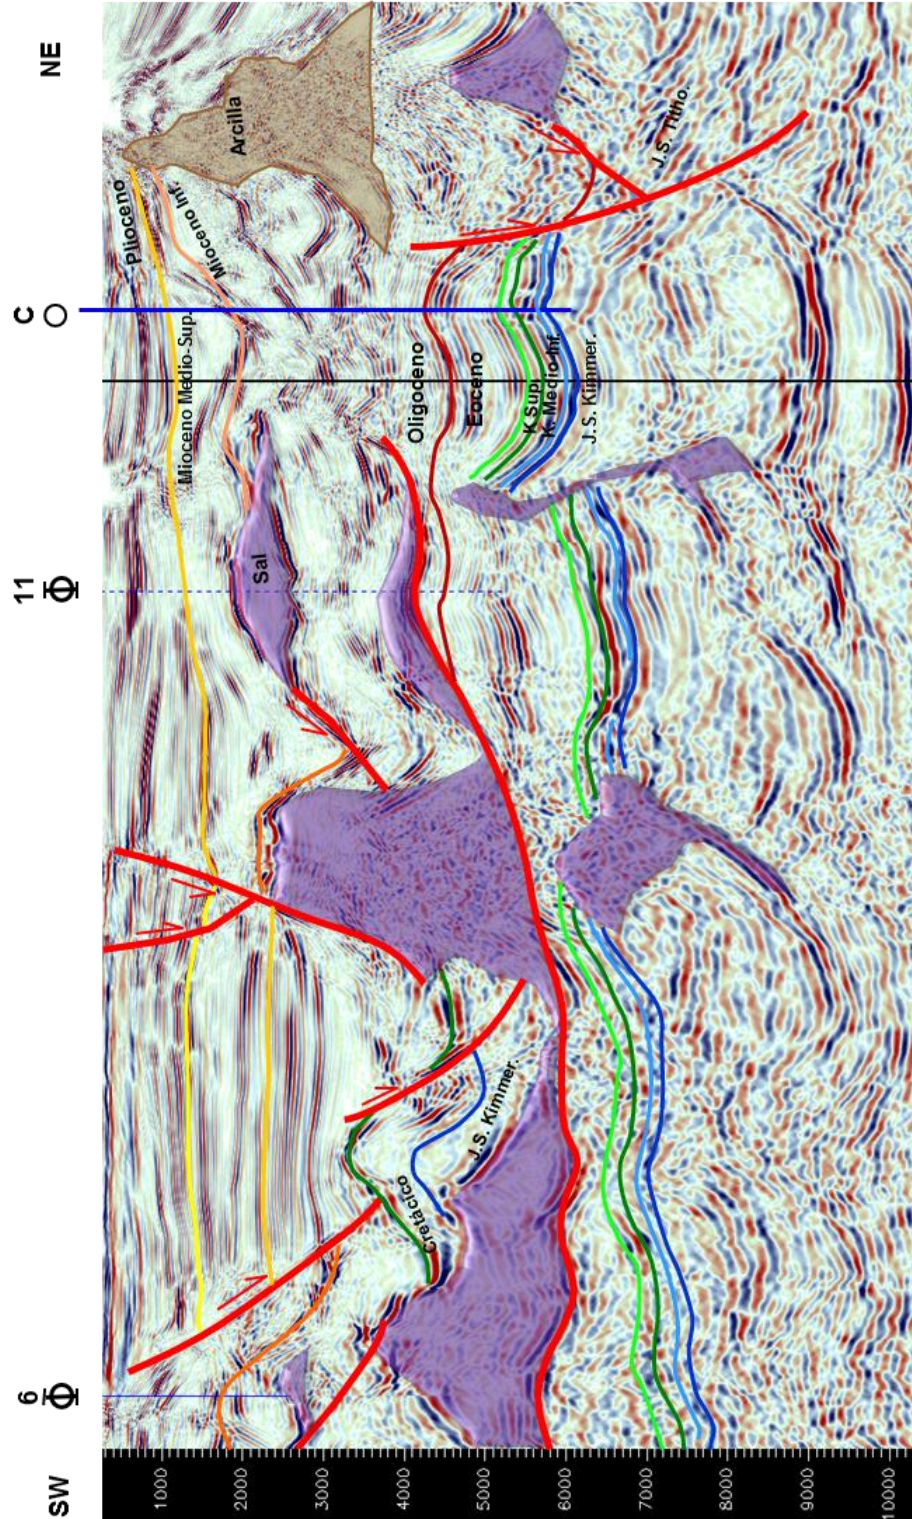 SW
6
11
C
NE
Plioceno
Mioceno Medio-Sup.
Mioceno Inf.
Arcilla
Sal
Oligoceno
Eoceno
K Sup.
K. Medio-Inf.
J.S. Kimmer.
J.S. Titho.
Cretácico
J.S. Kimmer.
1000
2000
3000
4000
5000
6000
7000
8000
9000
10000